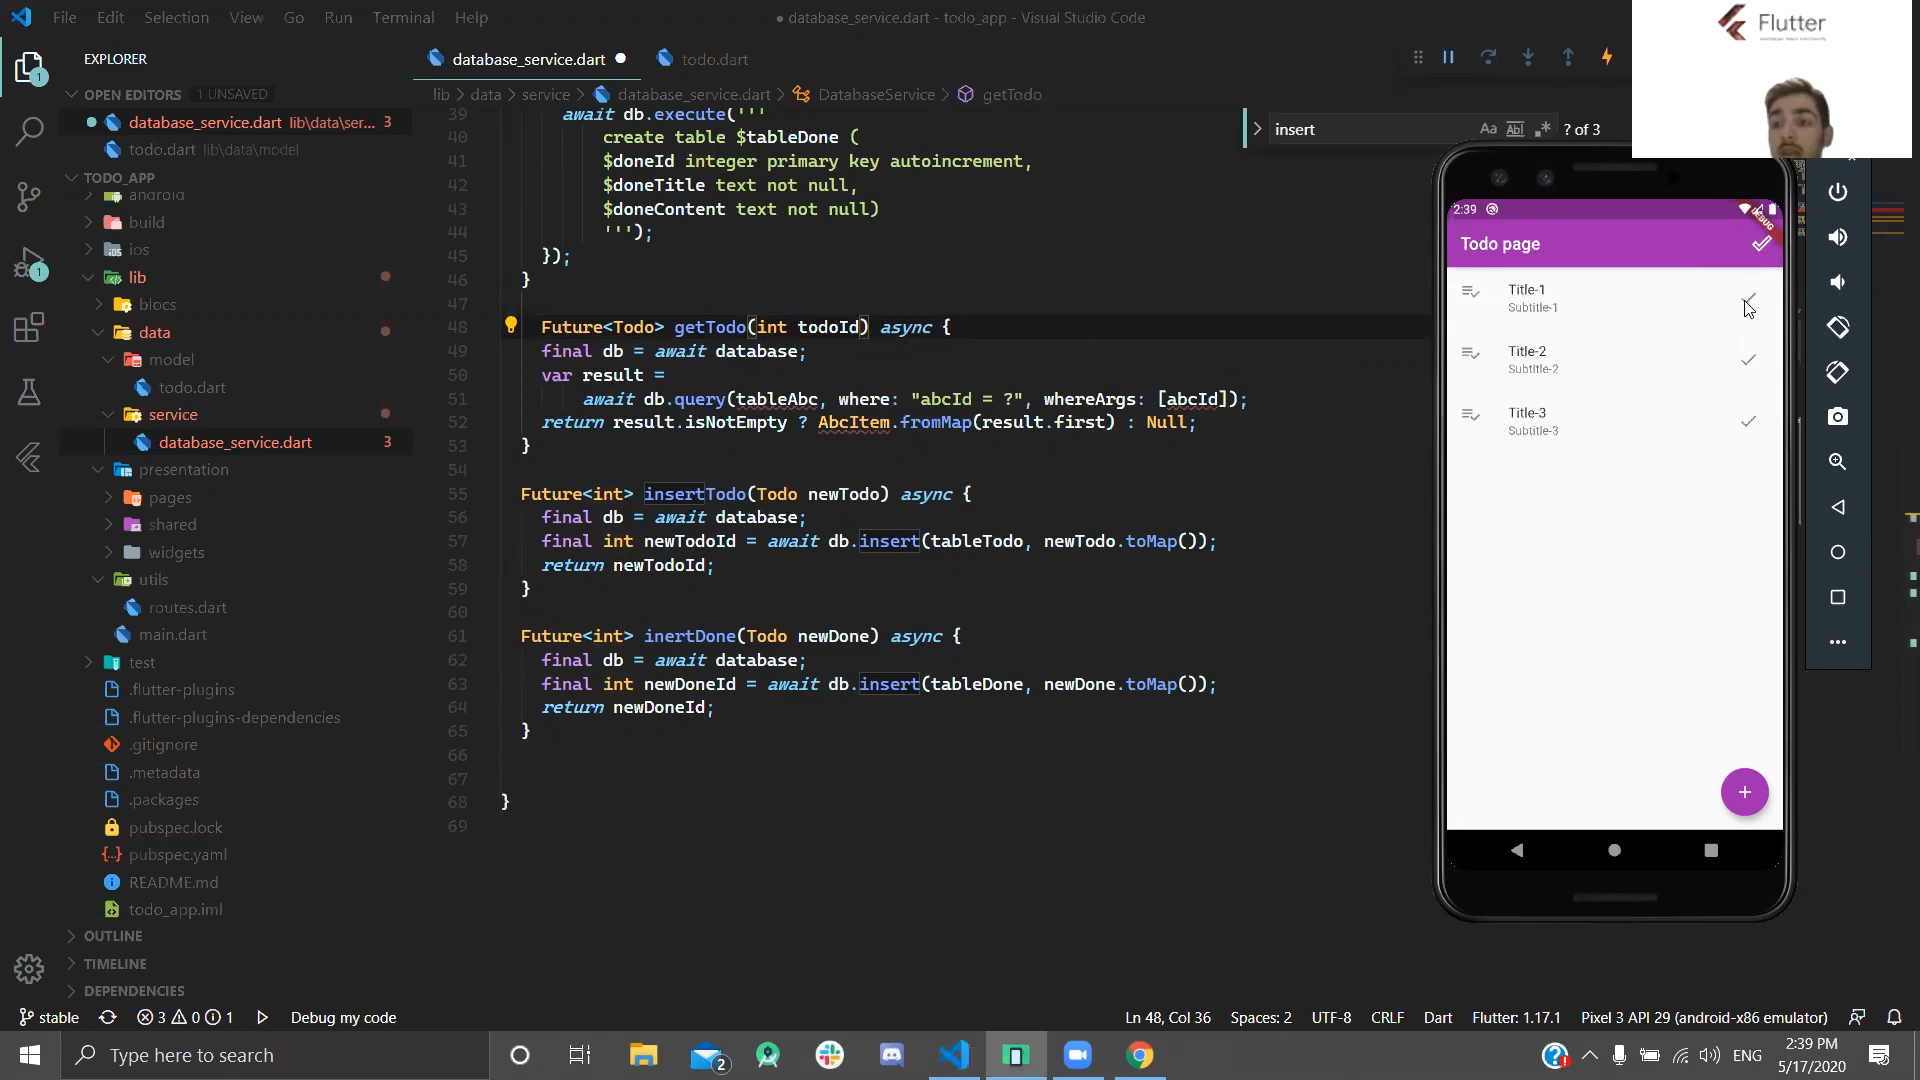 File Edit Selection View Go Run Terminal Help
● database_service.dart - todo_app - Visual Studio Code
Flutter
EXPLORER
OPEN EDITORS 1 UNSAVED
database_service.dart lib\data\ser... 3
todo.dart lib\data\model
TODO_APP
android
build
ios
lib
blocs
data
model
todo.dart
service
database_service.dart 3
presentation
pages
shared
widgets
utils
routes.dart
main.dart
test
.flutter-plugins
.flutter-plugins-dependencies
.gitignore
.metadata
.packages
pubspec.lock
pubspec.yaml
README.md
todo_app.iml
OUTLINE
TIMELINE
DEPENDENCIES
database_service.dart todo.dart
lib > data > service > database_service.dart > DatabaseService > getTodo
39 await db.execute('''
40 create table $tableDone (
41 $doneId integer primary key autoincrement,
42 $doneTitle text not null,
43 $doneContent text not null)
44 ''');
45 });
46 }
47
48 Future<Todo> getTodo(int todoId) async {
49 final db = await database;
50 var result =
51 await db.query(tableAbc, where: "abcId = ?", whereArgs: [abcId]);
52 return result.isNotEmpty ? AbcItem.fromMap(result.first) : Null;
53 }
54
55 Future<int> insertTodo(Todo newTodo) async {
56 final db = await database;
57 final int newTodoId = await db.insert(tableTodo, newTodo.toMap());
58 return newTodoId;
59 }
60
61 Future<int> inertDone(Todo newDone) async {
62 final db = await database;
63 final int newDoneId = await db.insert(tableDone, newDone.toMap());
64 return newDoneId;
65 }
66
67
68 }
69
insert Aa Abl .* ? of 3
2:39
DEBUG
Todo page
Title-1
Subtitle-1
Title-2
Subtitle-2
Title-3
Subtitle-3
stable 3 0 1 Debug my code
Ln 48, Col 36 Spaces: 2 UTF-8 CRLF Dart Flutter: 1.17.1 Pixel 3 API 29 (android-x86 emulator)
Type here to search
2
ENG
2:39 PM
5/17/2020